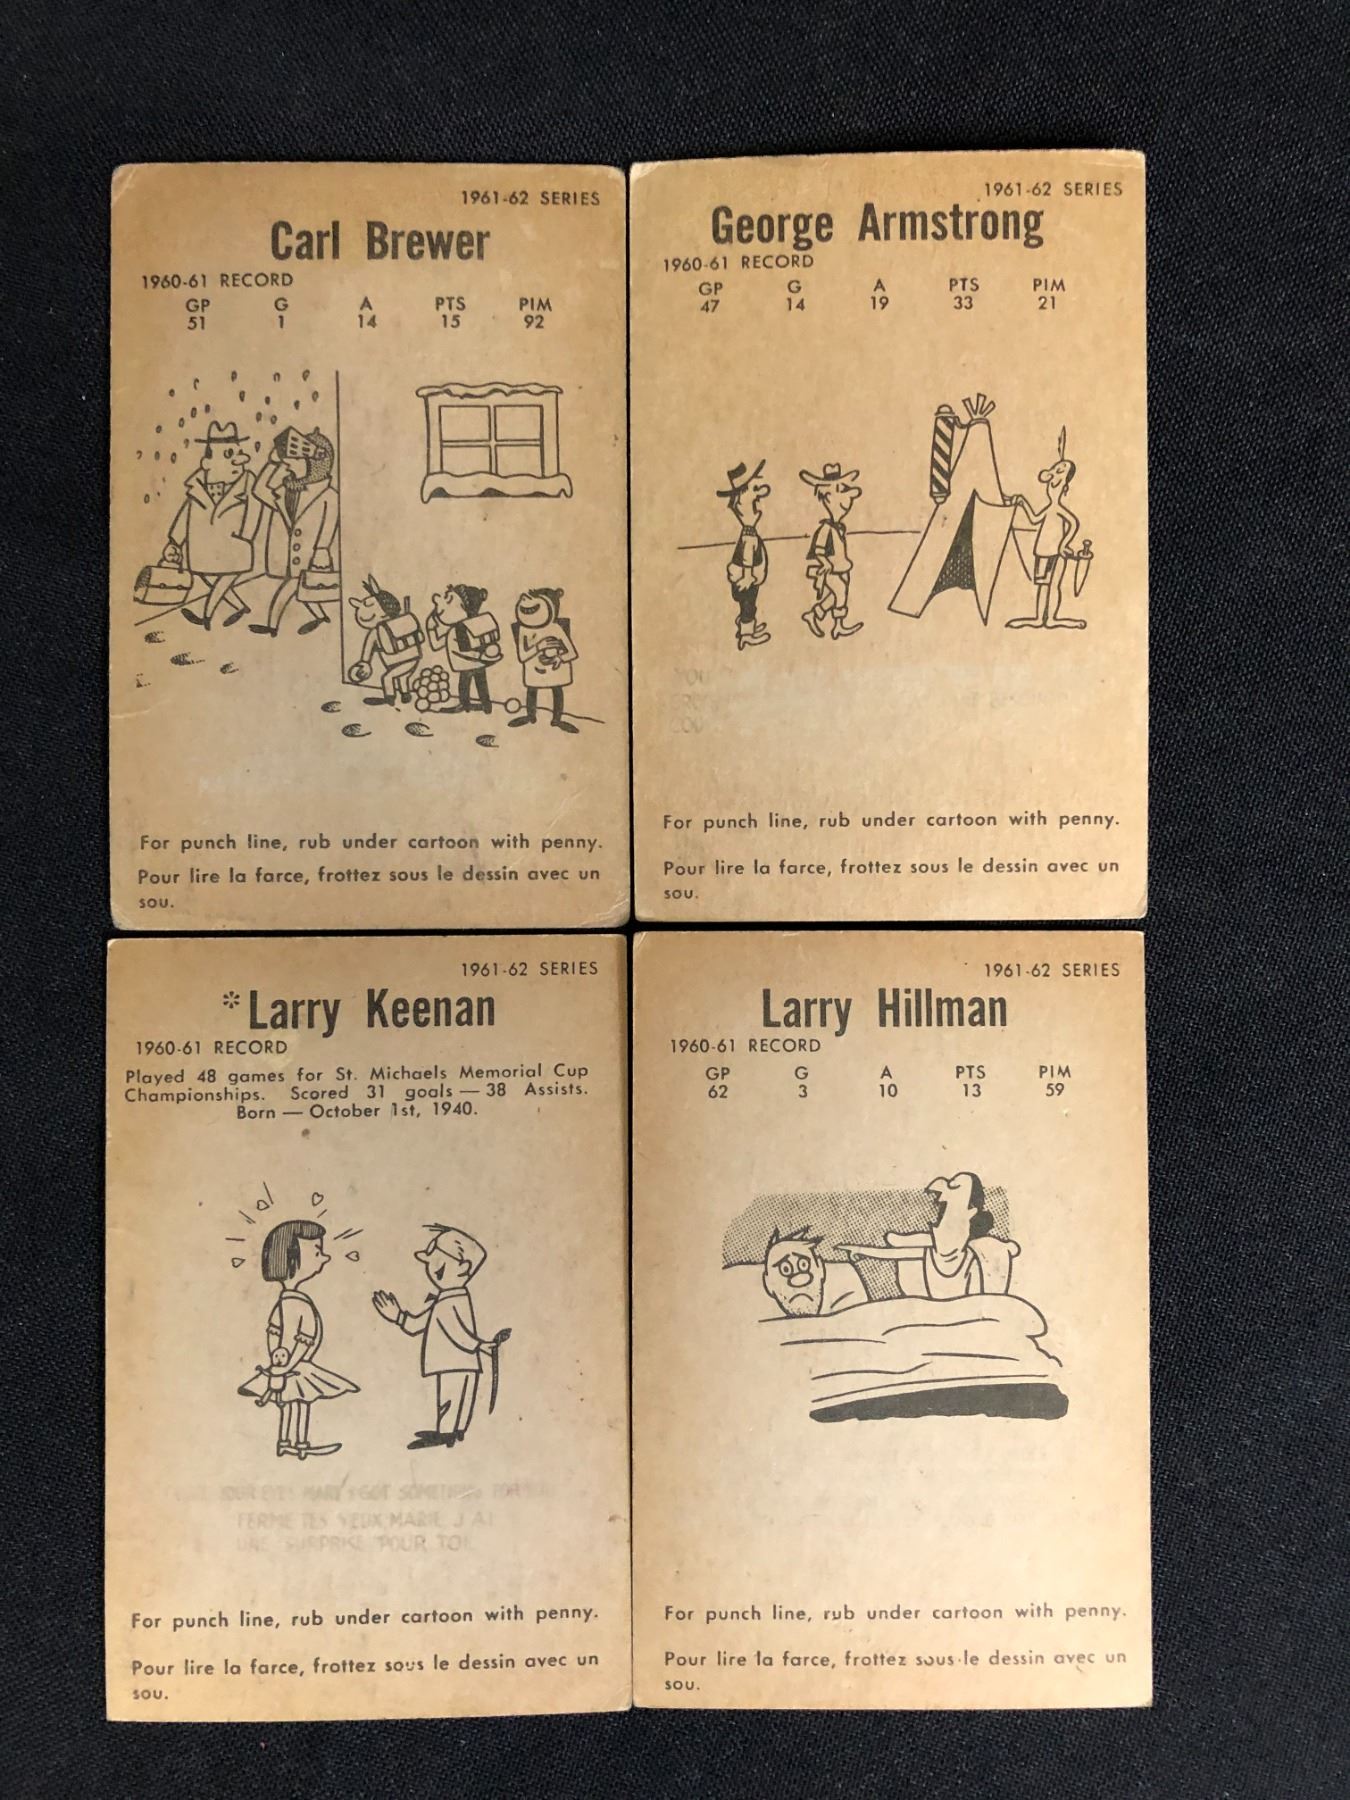 1961-62 SERIES
Carl Brewer
1960-61 RECORD
GP G A PTS PIM
51 1 14 15 92
For punch line, rub under cartoon with penny.
Pour lire la farce, frottez sous le dessin avec un
sou.
1961-62 SERIES
George Armstrong
1960-61 RECORD
GP G A PTS PIM
47 14 19 33 21
For punch line, rub under cartoon with penny.
Pour lire la farce, frottez sous le dessin avec un
sou.
1961-62 SERIES
*Larry Keenan
1960-61 RECORD
Played 48 games for St. Michaels Memorial Cup
Championships. Scored 31 goals — 38 Assists.
Born — October 1st, 1940.
YOUR EYES MARY I GOT SOMETHING FOR
FERME TES YEUX MARIE J'AI
UNE SURPRISE POUR TOI
For punch line, rub under cartoon with penny.
Pour lire la farce, frottez sous le dessin avec un
sou.
1961-62 SERIES
Larry Hillman
1960-61 RECORD
GP G A PTS PIM
62 3 10 13 59
For punch line, rub under cartoon with penny.
Pour lire la farce, frottez sous le dessin avec un
sou.